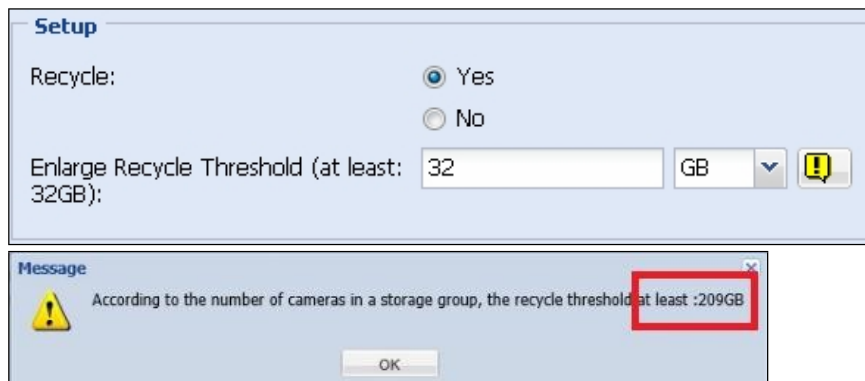 Setup
Recycle:
Yes
No
Enlarge Recycle Threshold (at least: 32 GB
32GB):
Message
According to the number of cameras in a storage group, the recycle threshold at least :209GB
OK